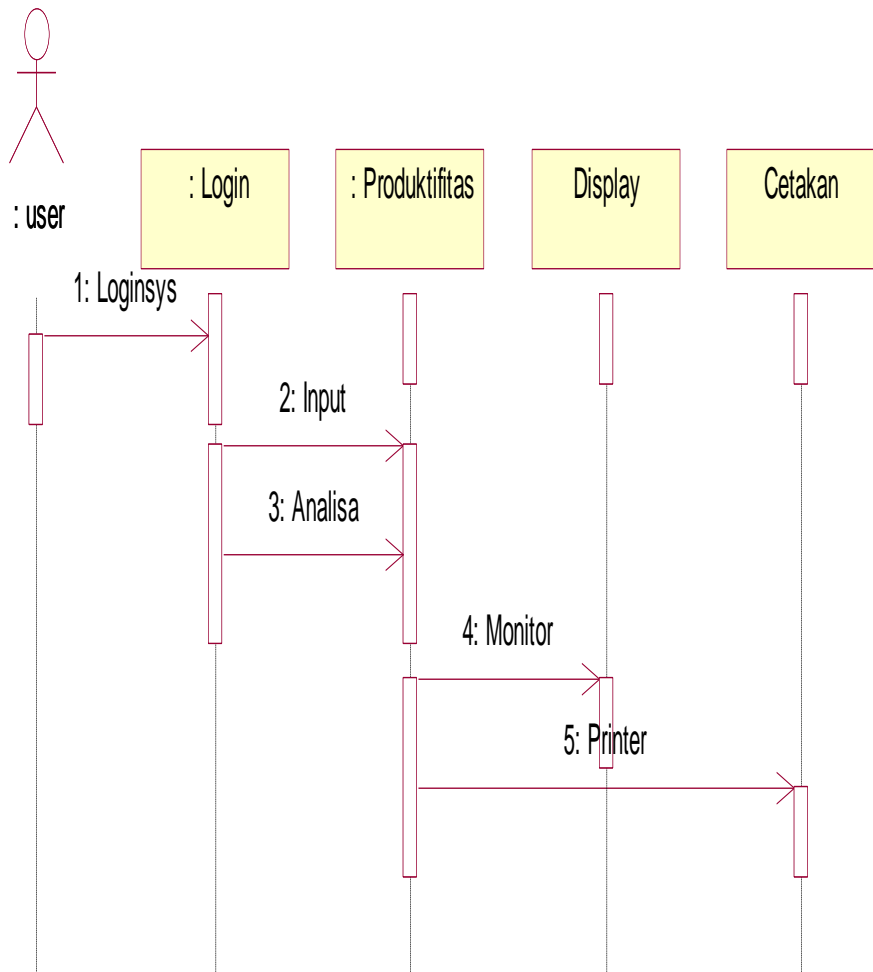 : user
: Login
: Produktifitas
Display
Cetakan
1: Loginsys
2: Input
3: Analisa
4: Monitor
5: Printer